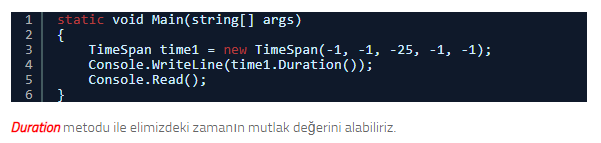 1 static void Main(string[] args)
2 {
3 TimeSpan time1 = new TimeSpan(-1, -1, -25, -1, -1);
4 Console.WriteLine(time1.Duration());
5 Console.Read();
6 }
Duration metodu ile elimizdeki zamanın mutlak değerini alabiliriz.